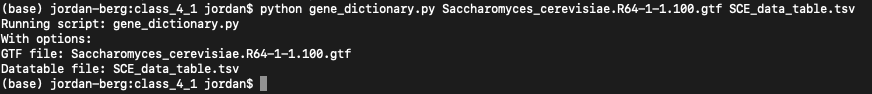 (base) jordan-berg:class_4_1 jordan$ python gene_dictionary.py Saccharomyces_cerevisiae.R64-1-1.100.gtf SCE_data_table.tsv
Running script: gene_dictionary.py
With options:
GTF file: Saccharomyces_cerevisiae.R64-1-1.100.gtf
Datatable file: SCE_data_table.tsv
(base) jordan-berg:class_4_1 jordan$